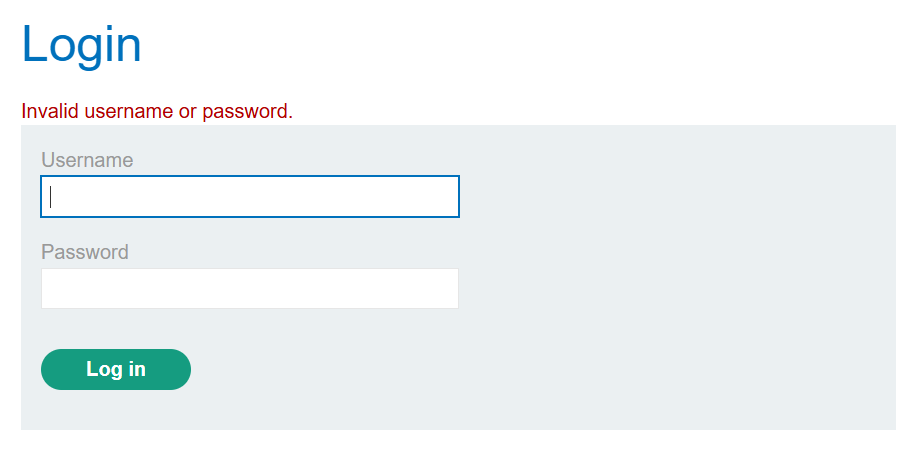 Login
Invalid username or password.
Username
Password
Log in